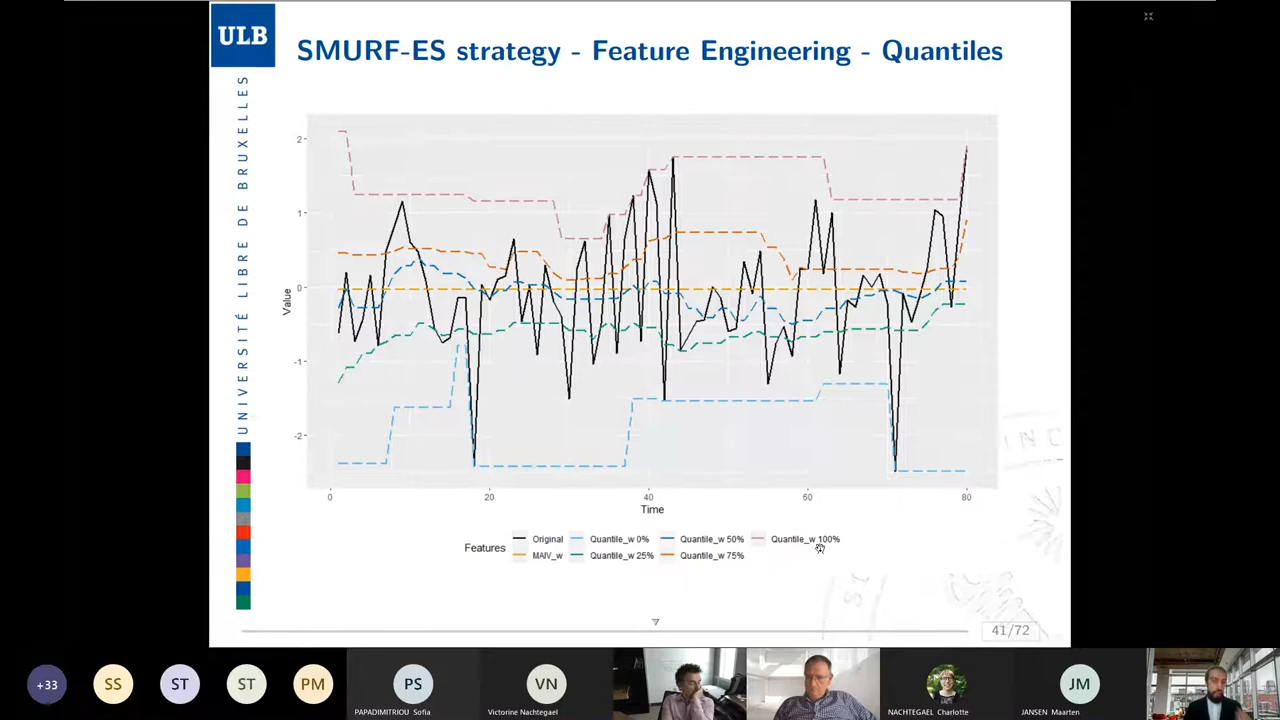 ULB
SMURF-ES strategy - Feature Engineering - Quantiles
UNIVERSITÉ LIBRE DE BRUXELLES
2
1
0
-1
-2
Value
0 20 40 60 80
Time
Features
Original Quantile_w 0% Quantile_w 50% Quantile_w 100%
MAIV_w Quantile_w 25% Quantile_w 75%
41/72
+33 SS ST ST PM PS VN JM
PAPADIMITRIOU Sofia Victorine Nachtegael NACHTEGAEL Charlotte JANSEN Maarten